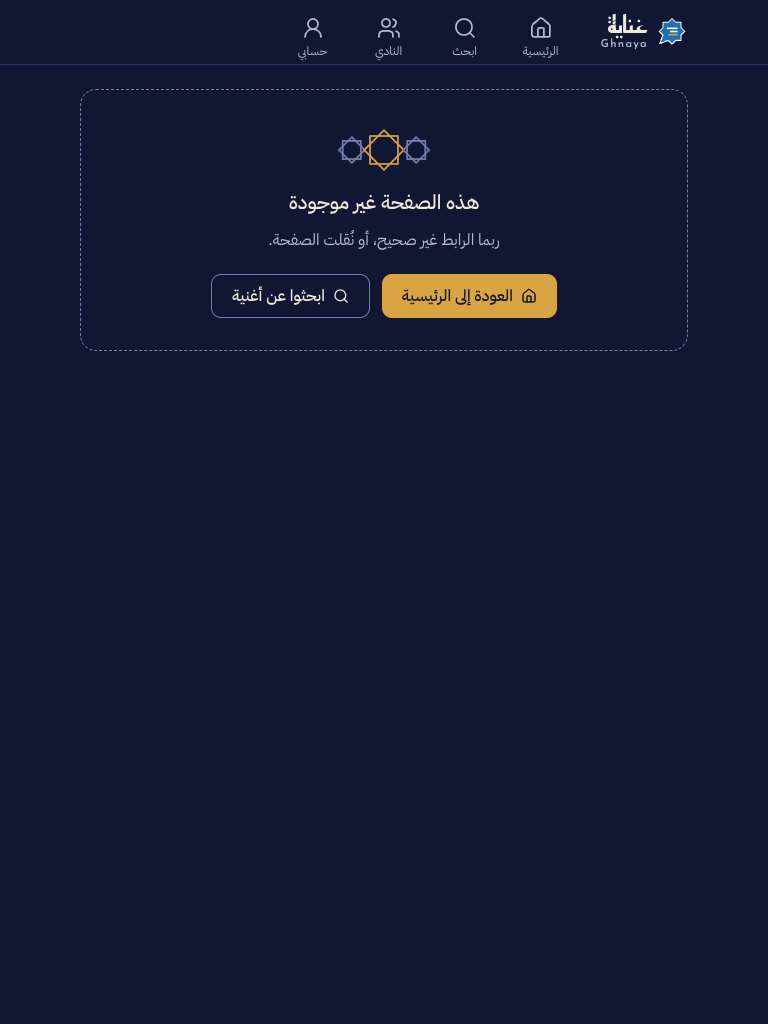 غناية
Ghnaya
الرئيسية
ابحث
النادي
حسابي
هذه الصفحة غير موجودة
ربما الرابط غير صحيح، أو نُقلت الصفحة.
العودة إلى الرئيسية
ابحثوا عن أغنية